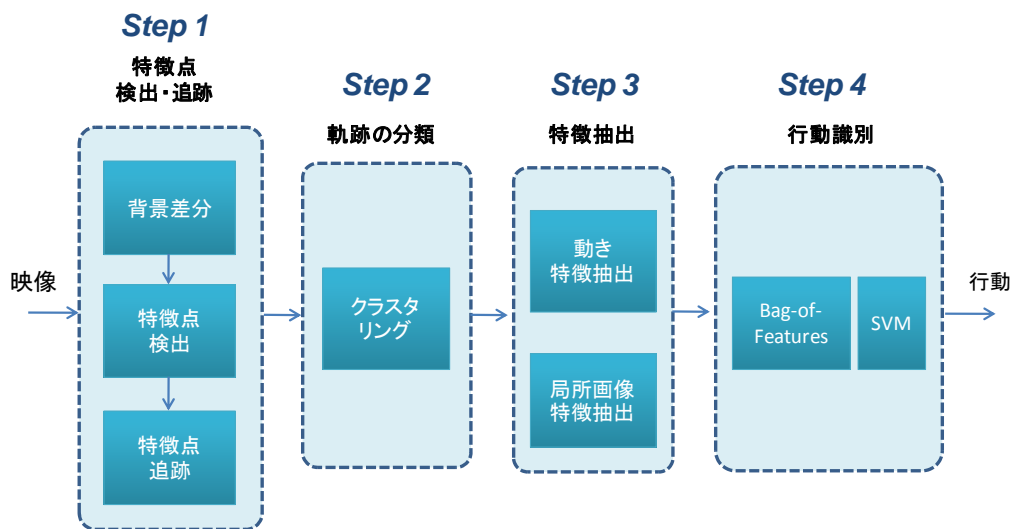 Step 1
特徴点
検出・追跡
背景差分
特徴点
検出
特徴点
追跡
映像
Step 2
軌跡の分類
クラスタ
リング
Step 3
特徴抽出
動き
特徴抽出
局所画像
特徴抽出
Step 4
行動識別
Bag-of-
Features
SVM
行動